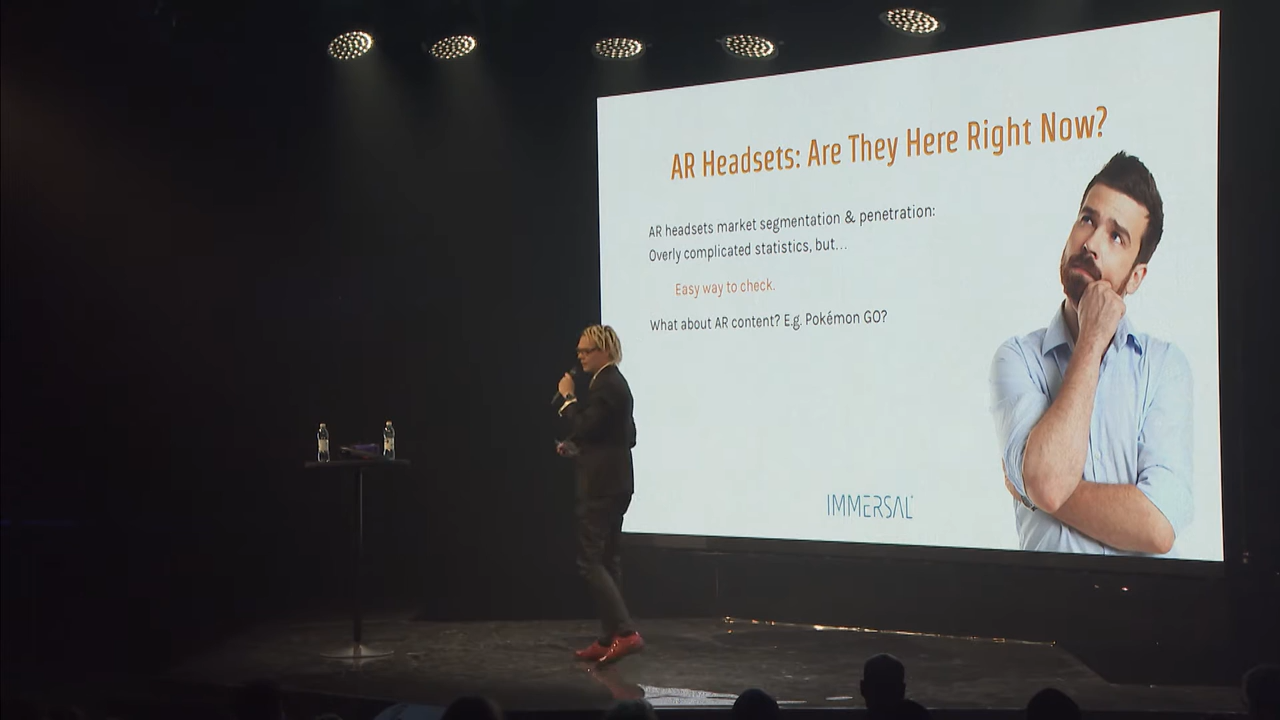 AR Headsets: Are They Here Right Now?
AR headsets market segmentation & penetration:
Overly complicated statistics, but...
Easy way to check.
What about AR content? E.g. Pokémon GO?
IMMERSAL